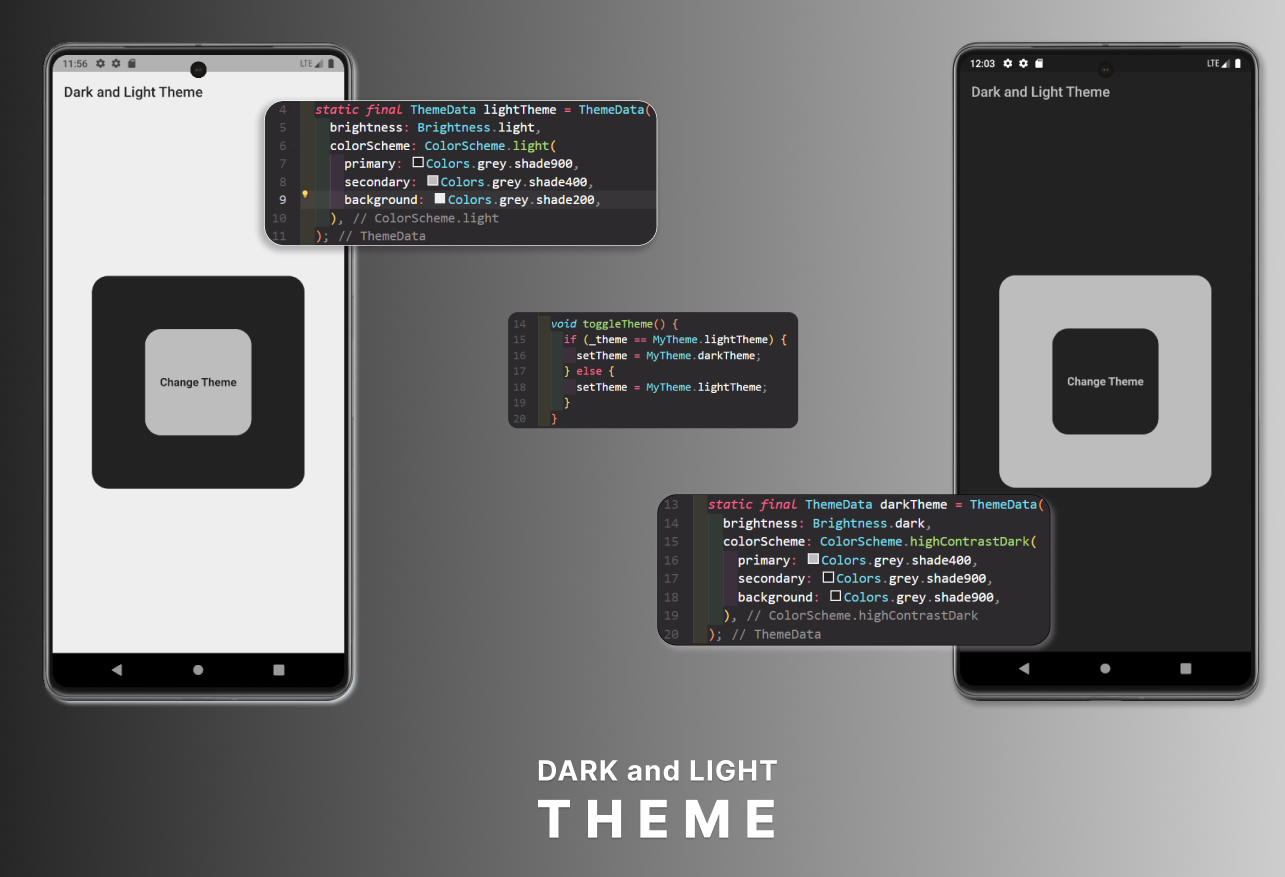 11:56 LTE
Dark and Light Theme
Change Theme
4 static final ThemeData lightTheme = ThemeData(
5 brightness: Brightness.light,
6 colorScheme: ColorScheme.light(
7 primary: Colors.grey.shade900,
8 secondary: Colors.grey.shade400,
9 background: Colors.grey.shade200,
10 ), // ColorScheme.light
11 ); // ThemeData
14 void toggleTheme() {
15 if (_theme == MyTheme.lightTheme) {
16 setTheme = MyTheme.darkTheme;
17 } else {
18 setTheme = MyTheme.lightTheme;
19 }
20 }
12:03 LTE
Dark and Light Theme
Change Theme
13 static final ThemeData darkTheme = ThemeData(
14 brightness: Brightness.dark,
15 colorScheme: ColorScheme.highContrastDark(
16 primary: Colors.grey.shade400,
17 secondary: Colors.grey.shade900,
18 background: Colors.grey.shade900,
19 ), // ColorScheme.highContrastDark
20 ); // ThemeData
DARK and LIGHT
THEME